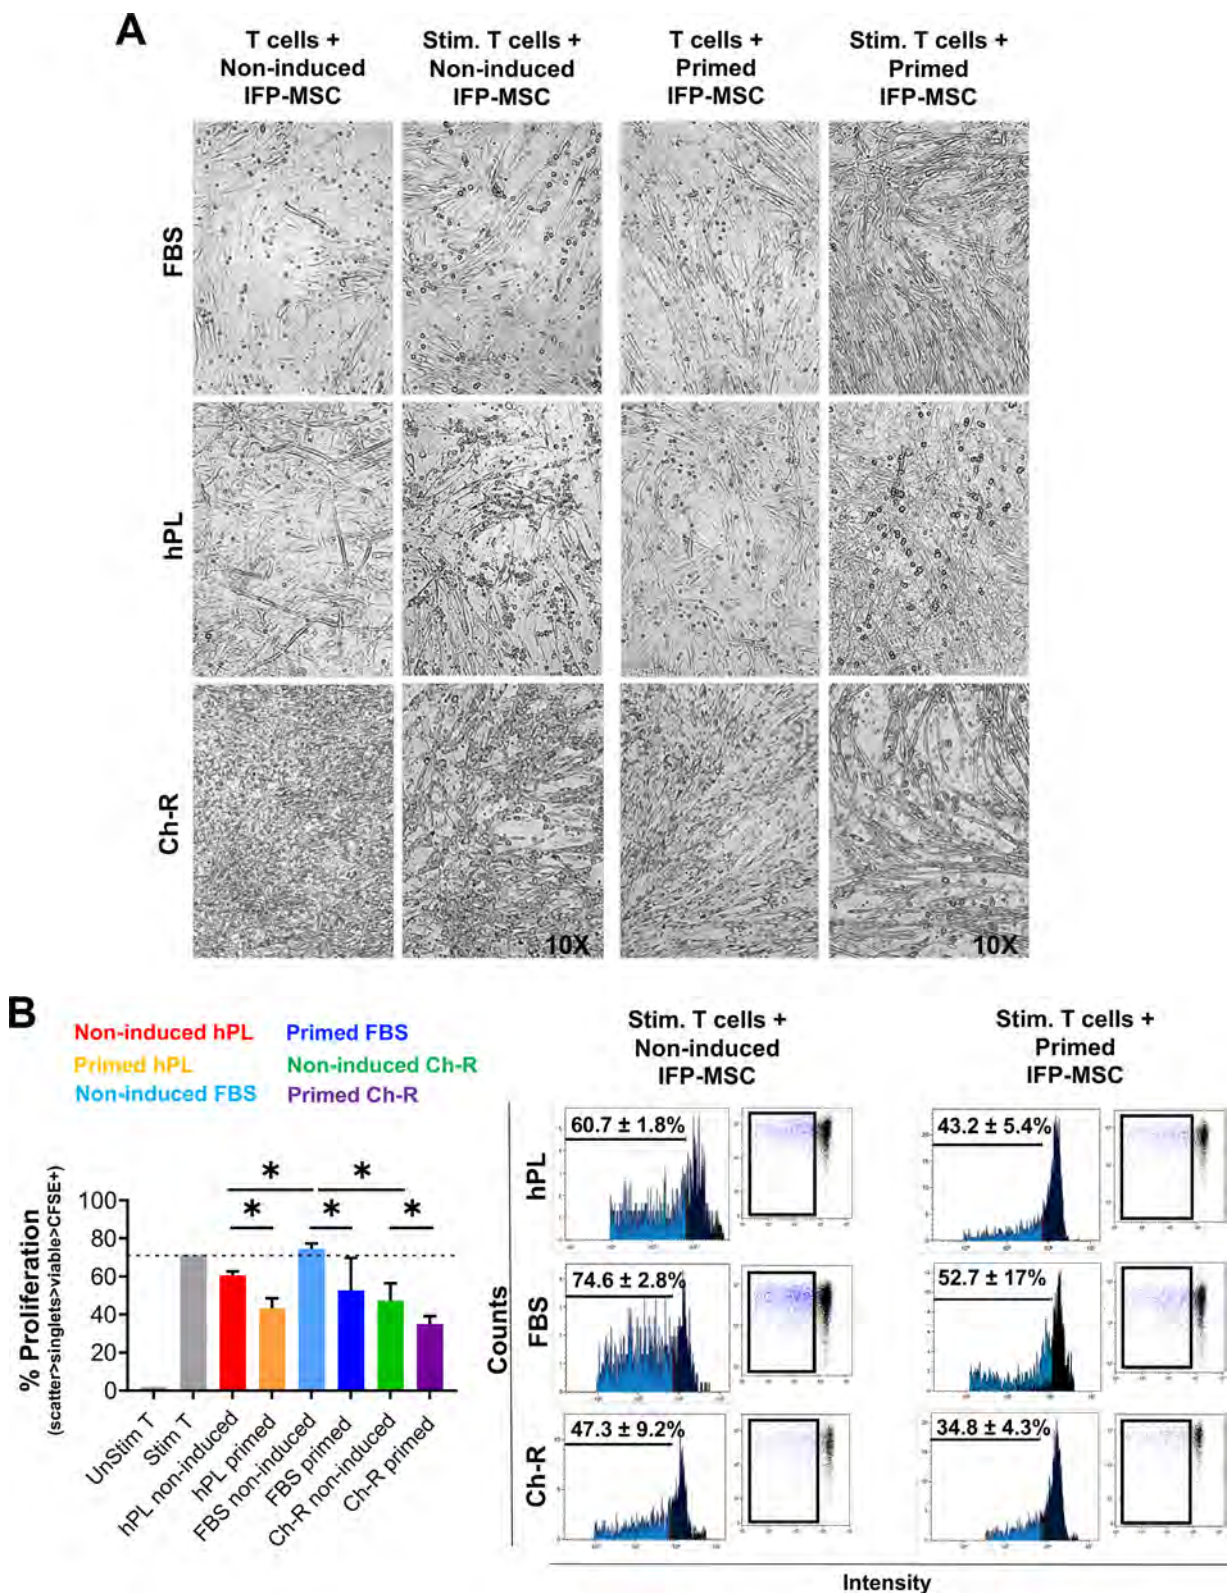 A
T cells +
Non-induced
IFP-MSC
Stim. T cells +
Non-induced
IFP-MSC
T cells +
Primed
IFP-MSC
Stim. T cells +
Primed
IFP-MSC
FBS
hPL
Ch-R
10X
10X
B
Non-induced hPL
Primed FBS
Primed hPL
Non-induced Ch-R
Non-induced FBS
Primed Ch-R
% Proliferation
(scatter>singlets>viable>CFSE+)
100
80
60
40
20
0
*
*
*
*
*
UnStim T
Stim T
hPL non-induced
hPL primed
FBS non-induced
FBS primed
Ch-R non-induced
Ch-R primed
Stim. T cells +
Non-induced
IFP-MSC
Stim. T cells +
Primed
IFP-MSC
Counts
hPL
60.7 ± 1.8%
43.2 ± 5.4%
FBS
74.6 ± 2.8%
52.7 ± 17%
Ch-R
47.3 ± 9.2%
34.8 ± 4.3%
Intensity